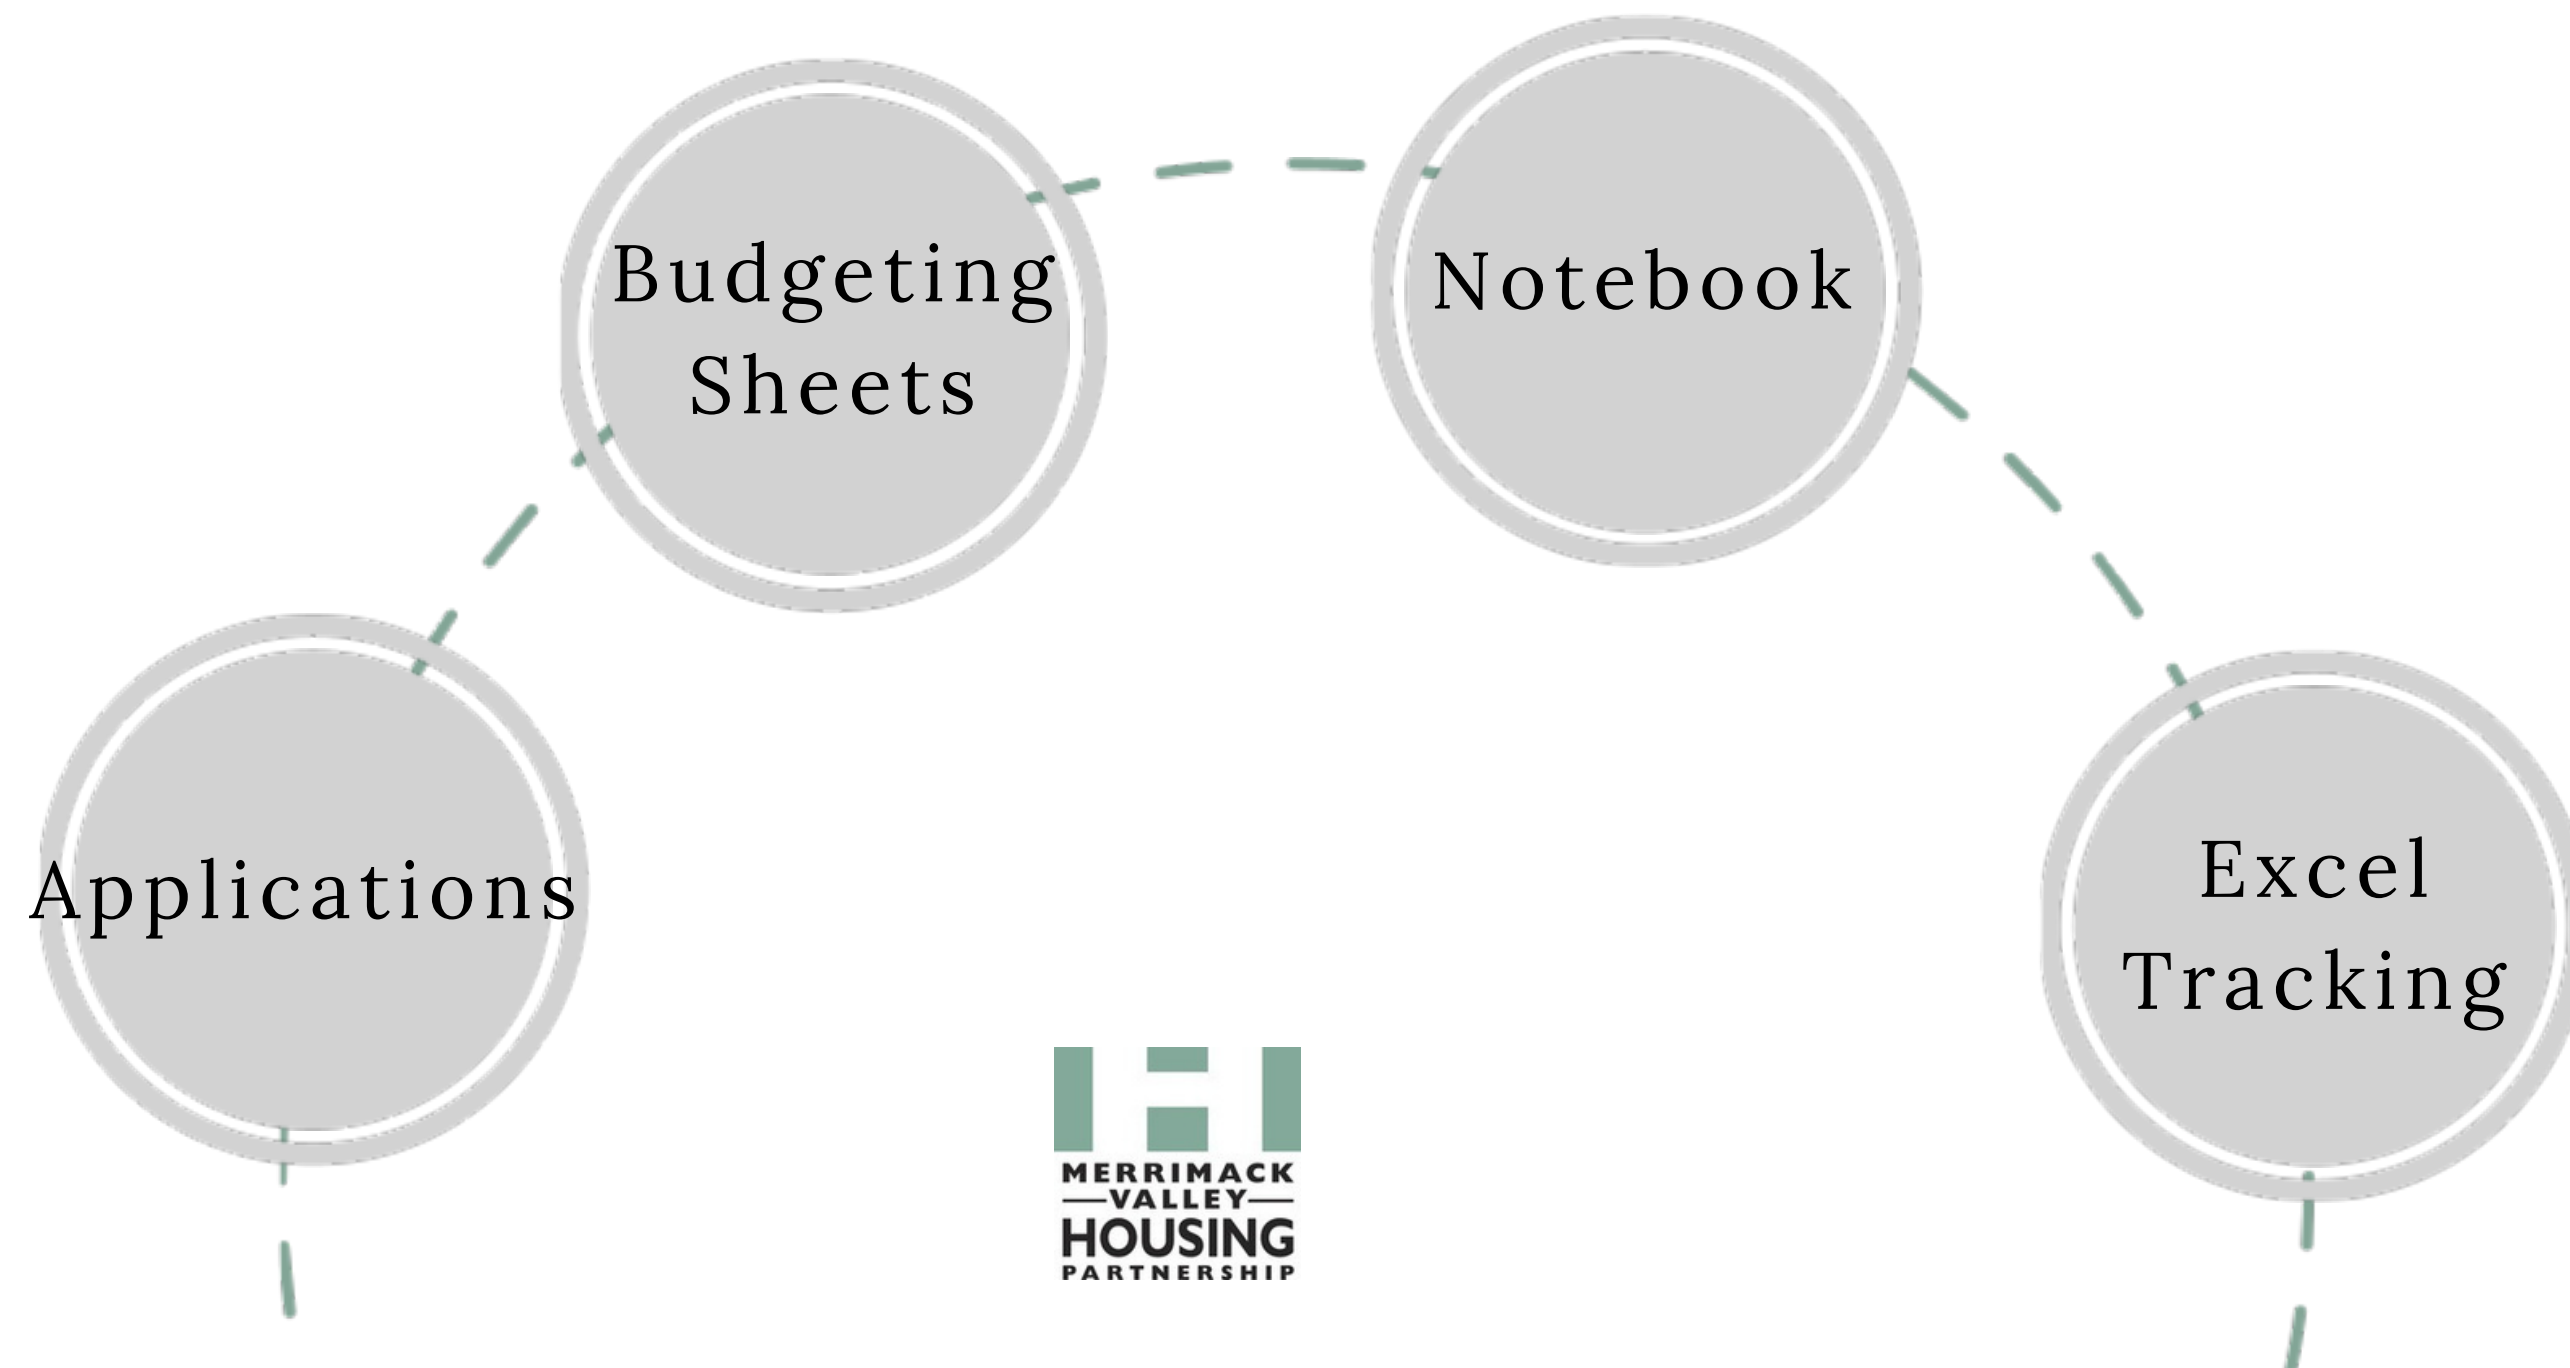 Budgeting
Sheets
Notebook
Applications
Excel
Tracking
MERRIMACK
VALLEY
HOUSING
PARTNERSHIP